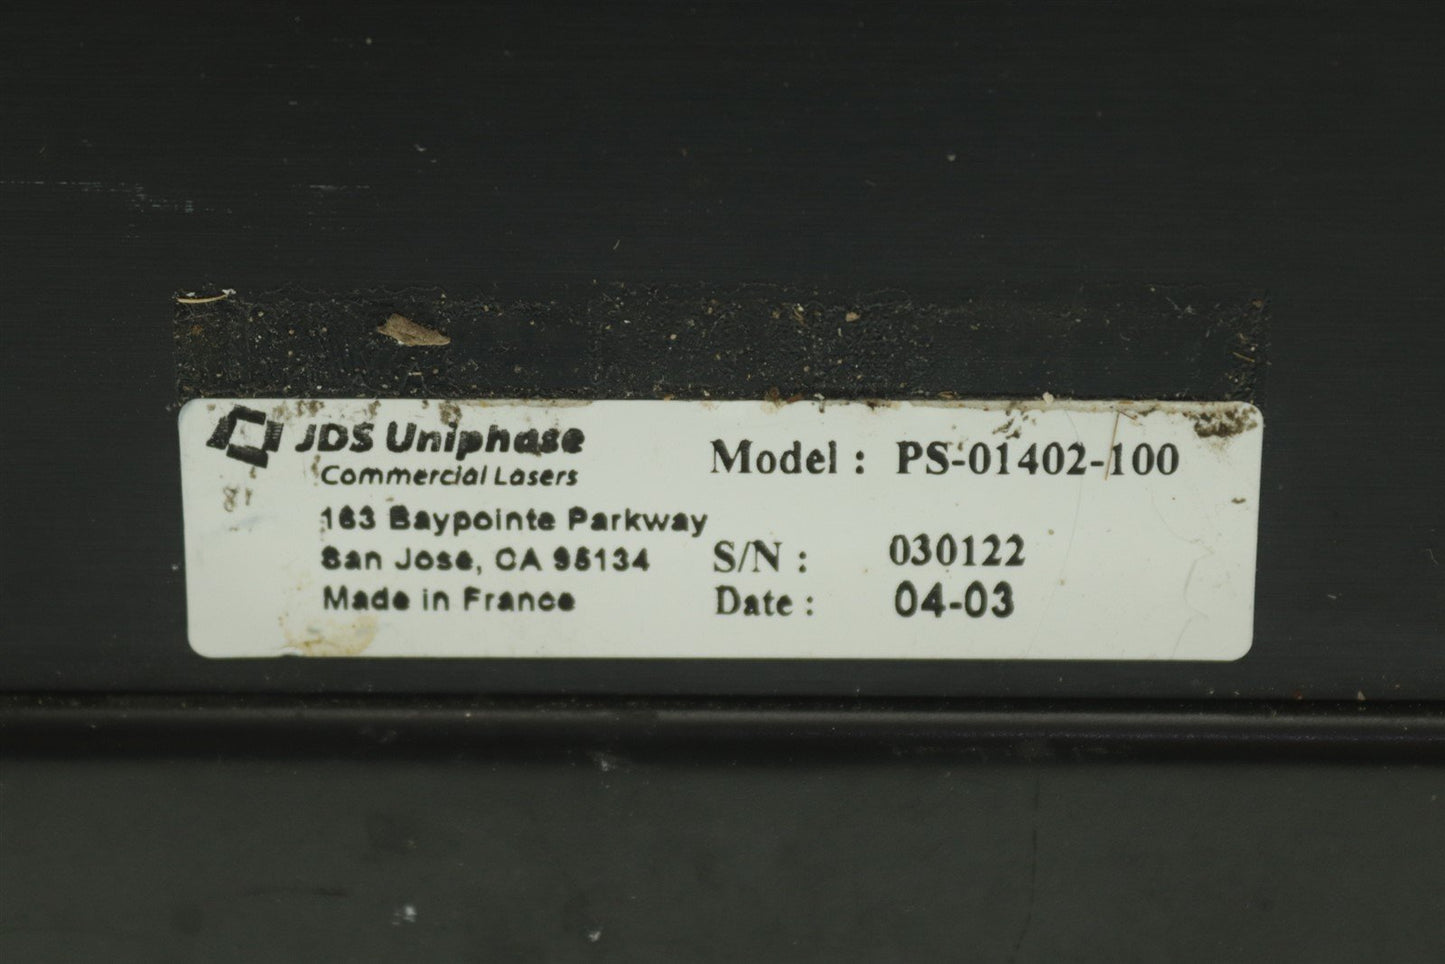 JDS Uniphase
Commercial Lasers
163 Baypointe Parkway
San Jose, CA 95134
Made in France
Model : PS-01402-100
S/N : 030122
Date : 04-03